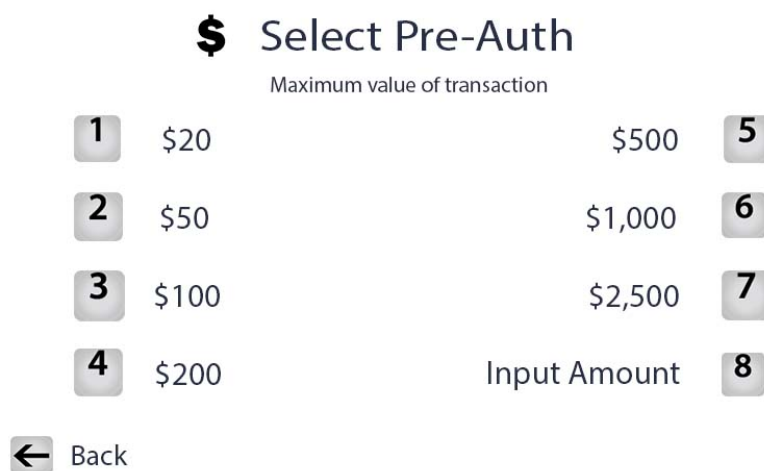 $ Select Pre-Auth
Maximum value of transaction
1 $20 $500 5
2 $50 $1,000 6
3 $100 $2,500 7
4 $200 Input Amount 8
← Back